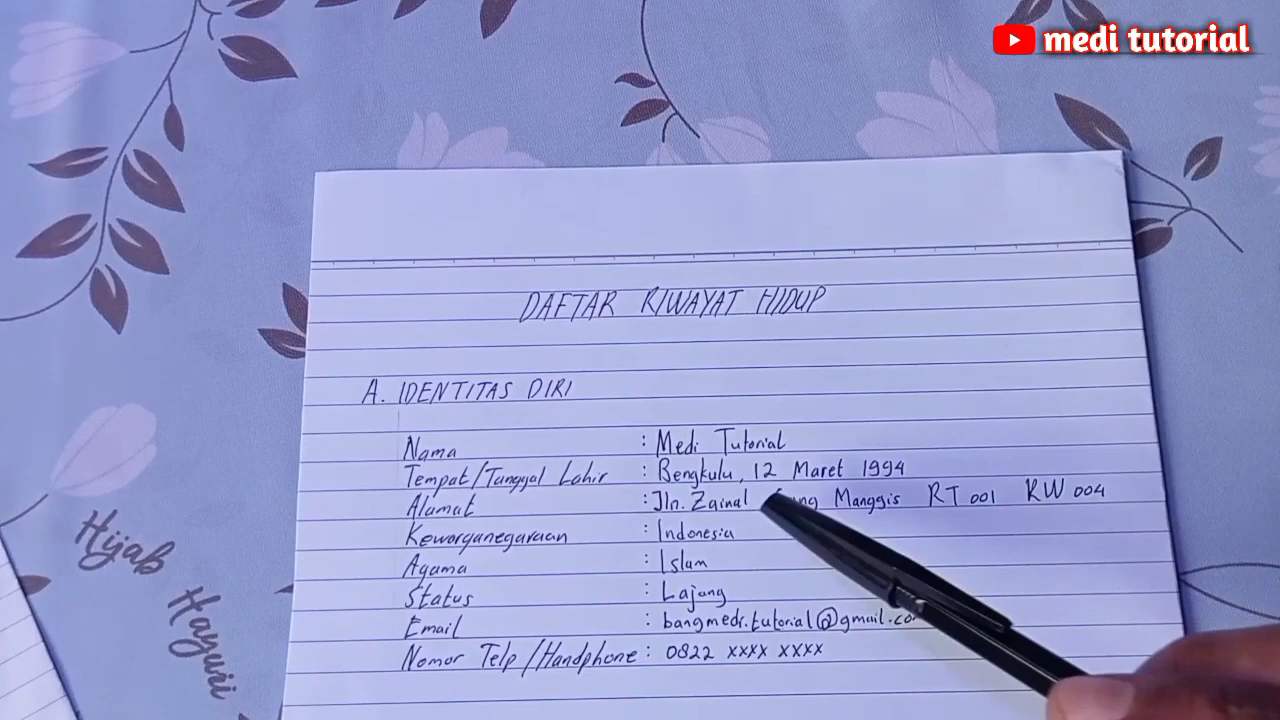 medi tutorial
DAFTAR RIWAYAT HIDUP
A. IDENTITAS DIRI
Nama : Medi Tutorial
Tempat/Tanggal Lahir : Bengkulu, 12 Maret 1994
Alamat : Jln. Zainal Manggis RT 001 RW 004
Kewarganegaraan : Indonesia
Agama : Islam
Status : Lajang
Email : bangmedi.tutorial@gmail.co
Nomor Telp/Handphone : 0822 xxxx xxxx
Hijab
Hayuri